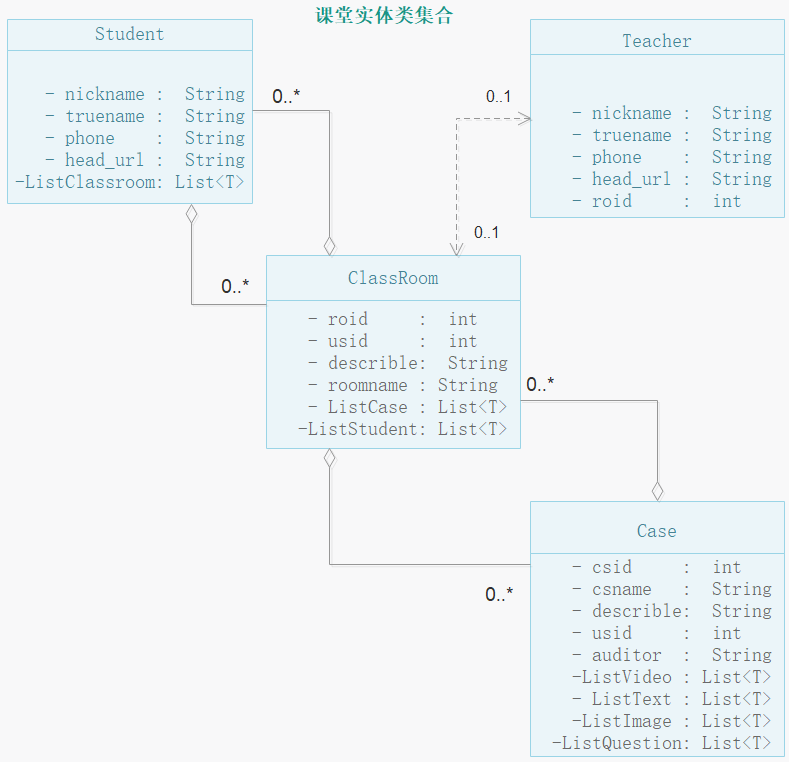 课堂实体类集合
Student
- nickname : String
- truename : String
- phone : String
- head_url : String
-ListClassroom: List<T>
0..*
0..*
Teacher
- nickname : String
- truename : String
- phone : String
- head_url : String
- roid : int
0..1
0..1
ClassRoom
- roid : int
- usid : int
- describle: String
- roomname : String
- ListCase : List<T>
-ListStudent: List<T>
0..*
0..*
Case
- csid : int
- csname : String
- describle: String
- usid : int
- auditor : String
-ListVideo : List<T>
- ListText : List<T>
-ListImage : List<T>
-ListQuestion: List<T>